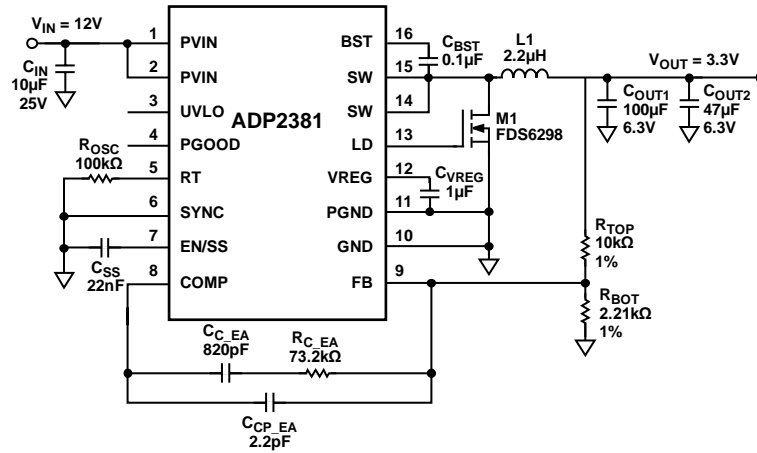 VIN = 12V
CIN
10µF
25V
ROSC
100kΩ
CSS
22nF
1
2
3
4
5
6
7
8
PVIN
PVIN
UVLO
PGOOD
RT
SYNC
EN/SS
COMP
ADP2381
BST
SW
SW
LD
VREG
PGND
GND
FB
16
15
14
13
12
11
10
9
CBST
0.1µF
L1
2.2µH
M1
FDS6298
CVREG
1µF
VOUT = 3.3V
COUT1
100µF
6.3V
COUT2
47µF
6.3V
RTOP
10kΩ
1%
RBOT
2.21kΩ
1%
CC_EA
820pF
RC_EA
73.2kΩ
CCP_EA
2.2pF